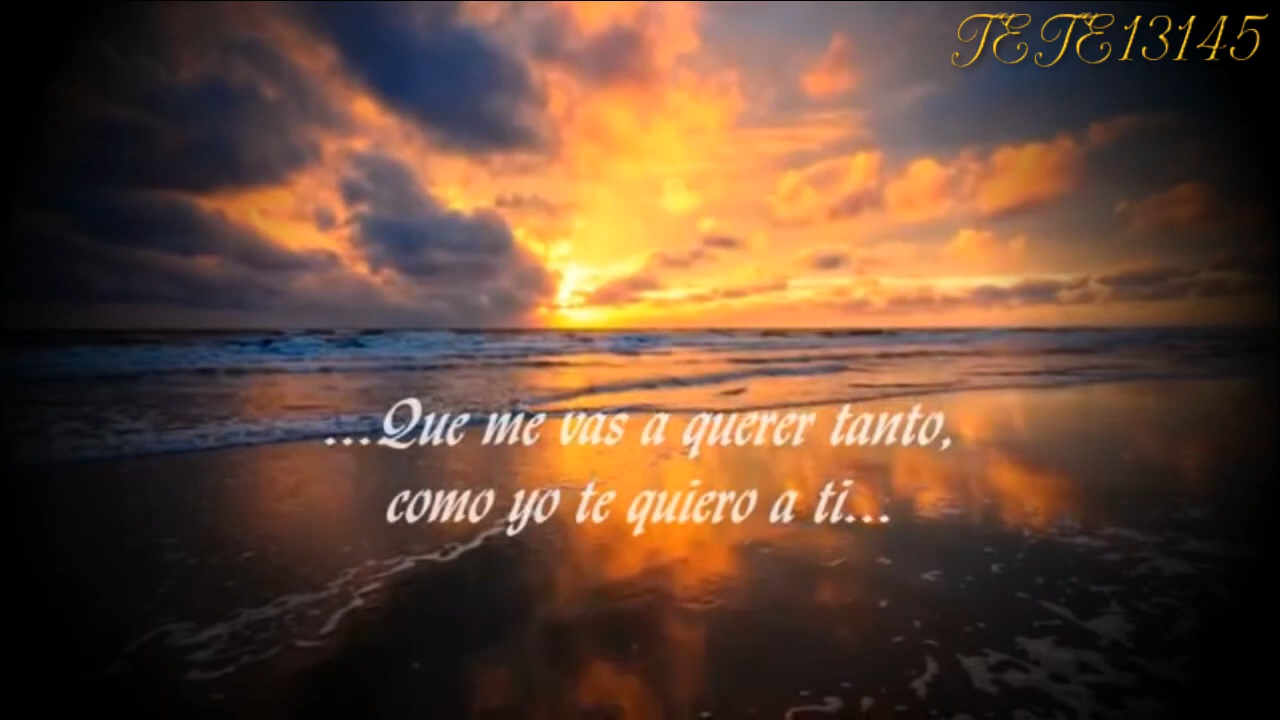 TETE13145
...Que me vas a querer tanto,
como yo te quiero a ti...